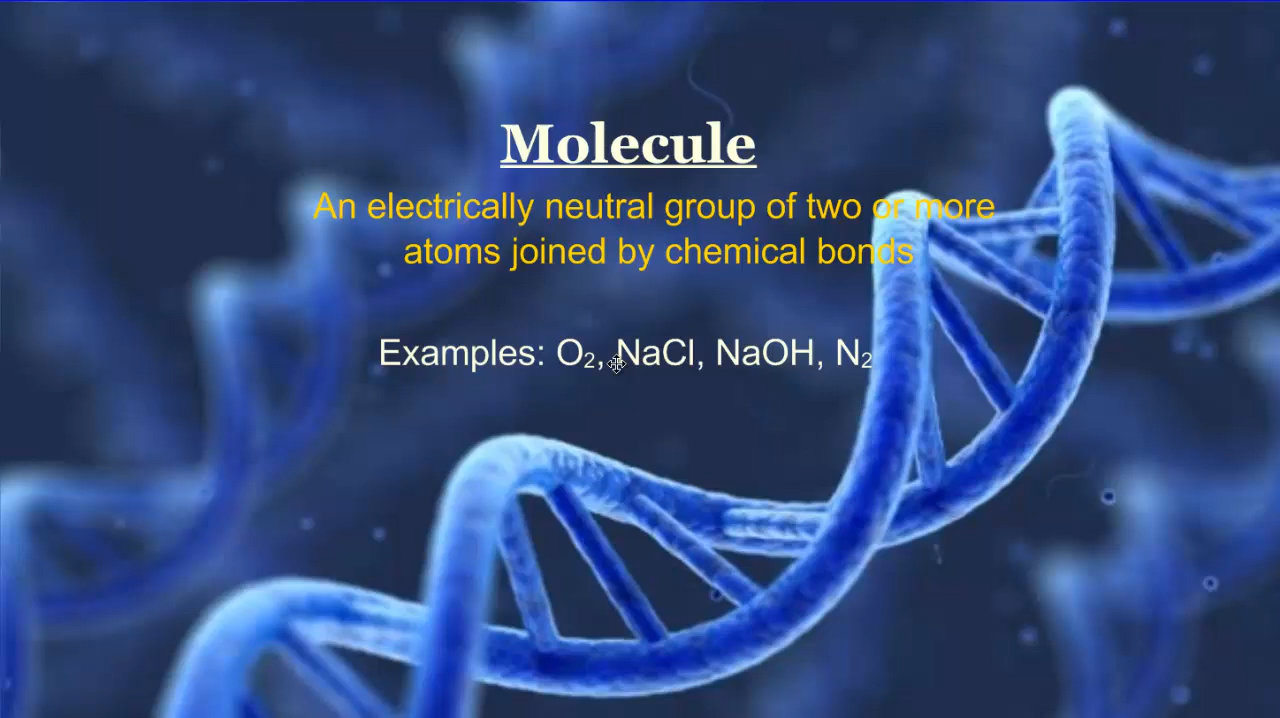 Molecule
An electrically neutral group of two or more
atoms joined by chemical bonds
Examples: O₂, NaCl, NaOH, N₂